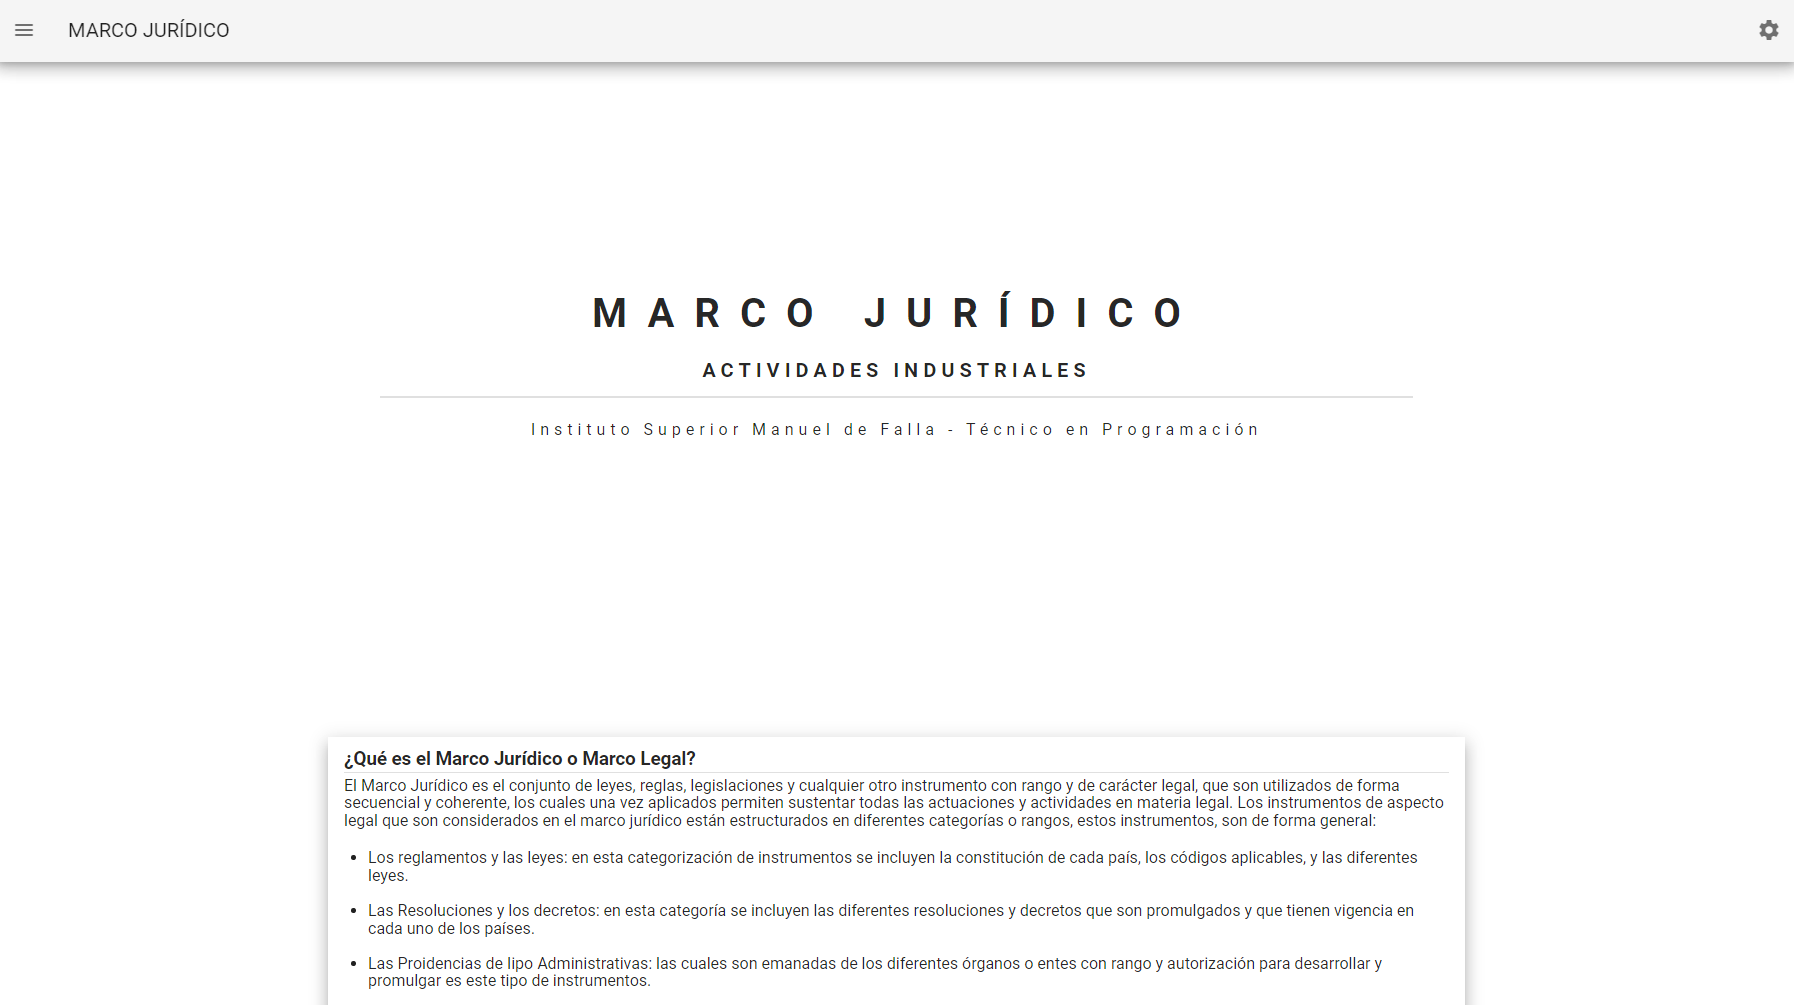 MARCO JURÍDICO
MARCO JURÍDICO
ACTIVIDADES INDUSTRIALES
Instituto Superior Manuel de Falla - Técnico en Programación
¿Qué es el Marco Jurídico o Marco Legal?
El Marco Jurídico es el conjunto de leyes, reglas, legislaciones y cualquier otro instrumento con rango y de carácter legal, que son utilizados de forma
secuencial y coherente, los cuales una vez aplicados permiten sustentar todas las actuaciones y actividades en materia legal. Los instrumentos de aspecto
legal que son considerados en el marco jurídico están estructurados en diferentes categorías o rangos, estos instrumentos, son de forma general:
• Los reglamentos y las leyes: en esta categorización de instrumentos se incluyen la constitución de cada país, los códigos aplicables, y las diferentes
leyes.
• Las Resoluciones y los decretos: en esta categoría se incluyen las diferentes resoluciones y decretos que son promulgados y que tienen vigencia en
cada uno de los países.
• Las Proidencias de lipo Administrativas: las cuales son emanadas de los diferentes órganos o entes con rango y autorización para desarrollar y
promulgar es este tipo de instrumentos.